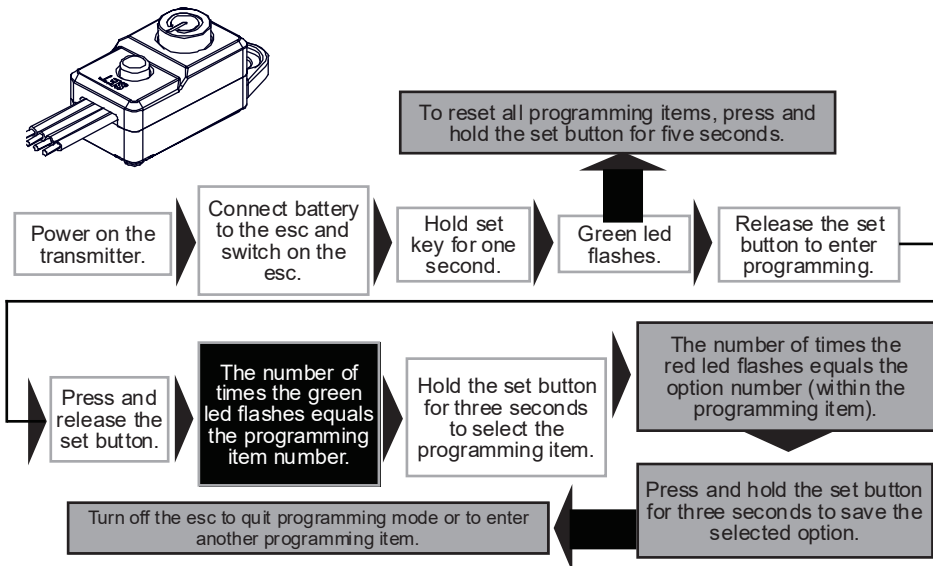 SET
To reset all programming items, press and
hold the set button for five seconds.
Power on the
transmitter.
Connect battery
to the esc and
switch on the
esc.
Hold set
key for one
second.
Green led
flashes.
Release the set
button to enter
programming.
Press and
release the
set button.
The number of
times the green
led flashes equals
the programming
item number.
Hold the set button
for three seconds
to select the
programming item.
The number of times the
red led flashes equals the
option number (within the
programming item).
Press and hold the set button
for three seconds to save the
selected option.
Turn off the esc to quit programming mode or to enter
another programming item.